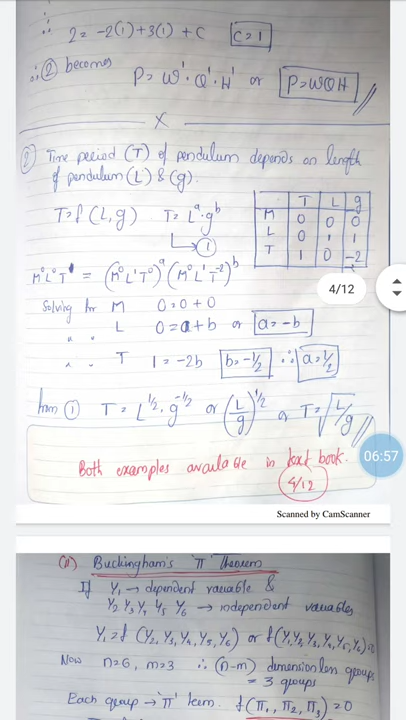 ∴ 2 = -2(1)+3(1) + C  C=1
∴ ② becomes
P = W¹·Q¹·H¹ or P=WQH
X
② Time period (T) of pendulum depends on length
of pendulum (L) & (g).
T=f(L,g)  T= Lᵃ·gᵇ
①
T L g
M 0 0 0
L 0 1 1
T 1 0 -2
M⁰L⁰T¹ = (M⁰L¹T⁰)ᵃ (M⁰L¹T⁻²)ᵇ
4/12
Solving for M 0=0+0
" " L 0=a+b or a=-b
" " T 1=-2b b=-1/2 ∴ a=1/2
from ① T= L^1/2 · g^-1/2 or (L/g)^1/2 or T=√L/g
06:57
Both examples available in text book.
4/12
Scanned by CamScanner
(11) Buckingham's 'π' Theorem
If Y₁ → dependent variable &
Y₂ Y₃ Y₄ Y₅ Y₆ → independent variables
Y₁=f (Y₂, Y₃, Y₄, Y₅, Y₆) or f(Y₁,Y₂,Y₃,Y₄,Y₅,Y₆)=0
Now n=6, m=3 ∴ (n-m) dimensionless groups
= 3 groups
Each group → 'π' term. f(π₁, π₂, π₃) = 0